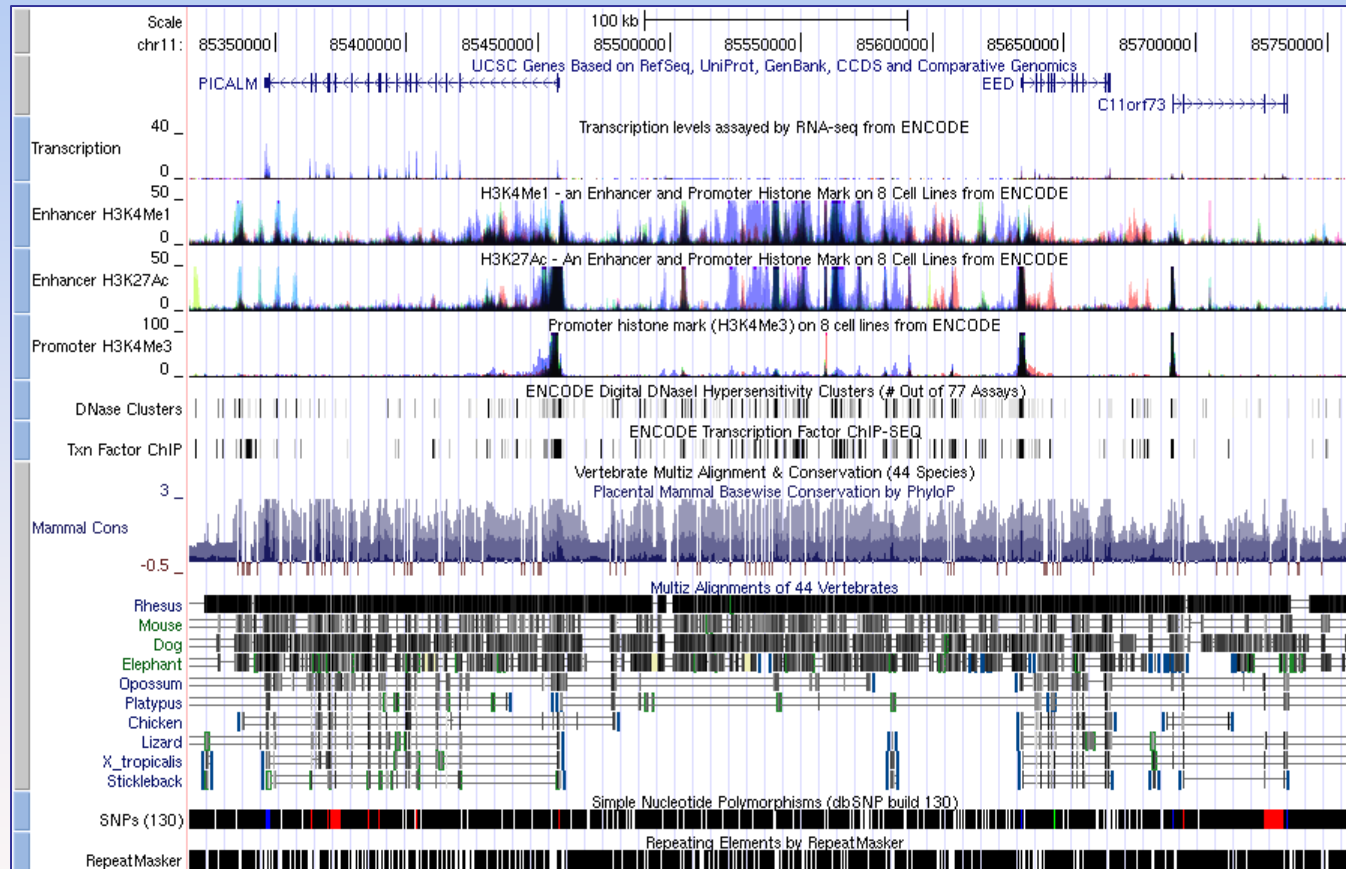 Scale 100 kb
chr11: 85350000 85400000 85450000 85500000 85550000 85600000 85650000 85700000 85750000
UCSC Genes Based on RefSeq, UniProt, GenBank, CCDS and Comparative Genomics
PICALM EED
C11orf73
Transcription levels assayed by RNA-seq from ENCODE
40
Transcription
0
H3K4Me1 - an Enhancer and Promoter Histone Mark on 8 Cell Lines from ENCODE
50
Enhancer H3K4Me1
0
H3K27Ac - An Enhancer and Promoter Histone Mark on 8 Cell Lines from ENCODE
50
Enhancer H3K27Ac
0
Promoter histone mark (H3K4Me3) on 8 cell lines from ENCODE
100
Promoter H3K4Me3
0
ENCODE Digital DNaseI Hypersensitivity Clusters (# Out of 77 Assays)
DNase Clusters
ENCODE Transcription Factor ChIP-SEQ
Txn Factor ChIP
Vertebrate Multiz Alignment & Conservation (44 Species)
Placental Mammal Basewise Conservation by PhyloP
3
Mammal Cons
-0.5
Multiz Alignments of 44 Vertebrates
Rhesus
Mouse
Dog
Elephant
Opossum
Platypus
Chicken
Lizard
X_tropicalis
Stickleback
Simple Nucleotide Polymorphisms (dbSNP build 130)
SNPs (130)
Repeating Elements by RepeatMasker
RepeatMasker